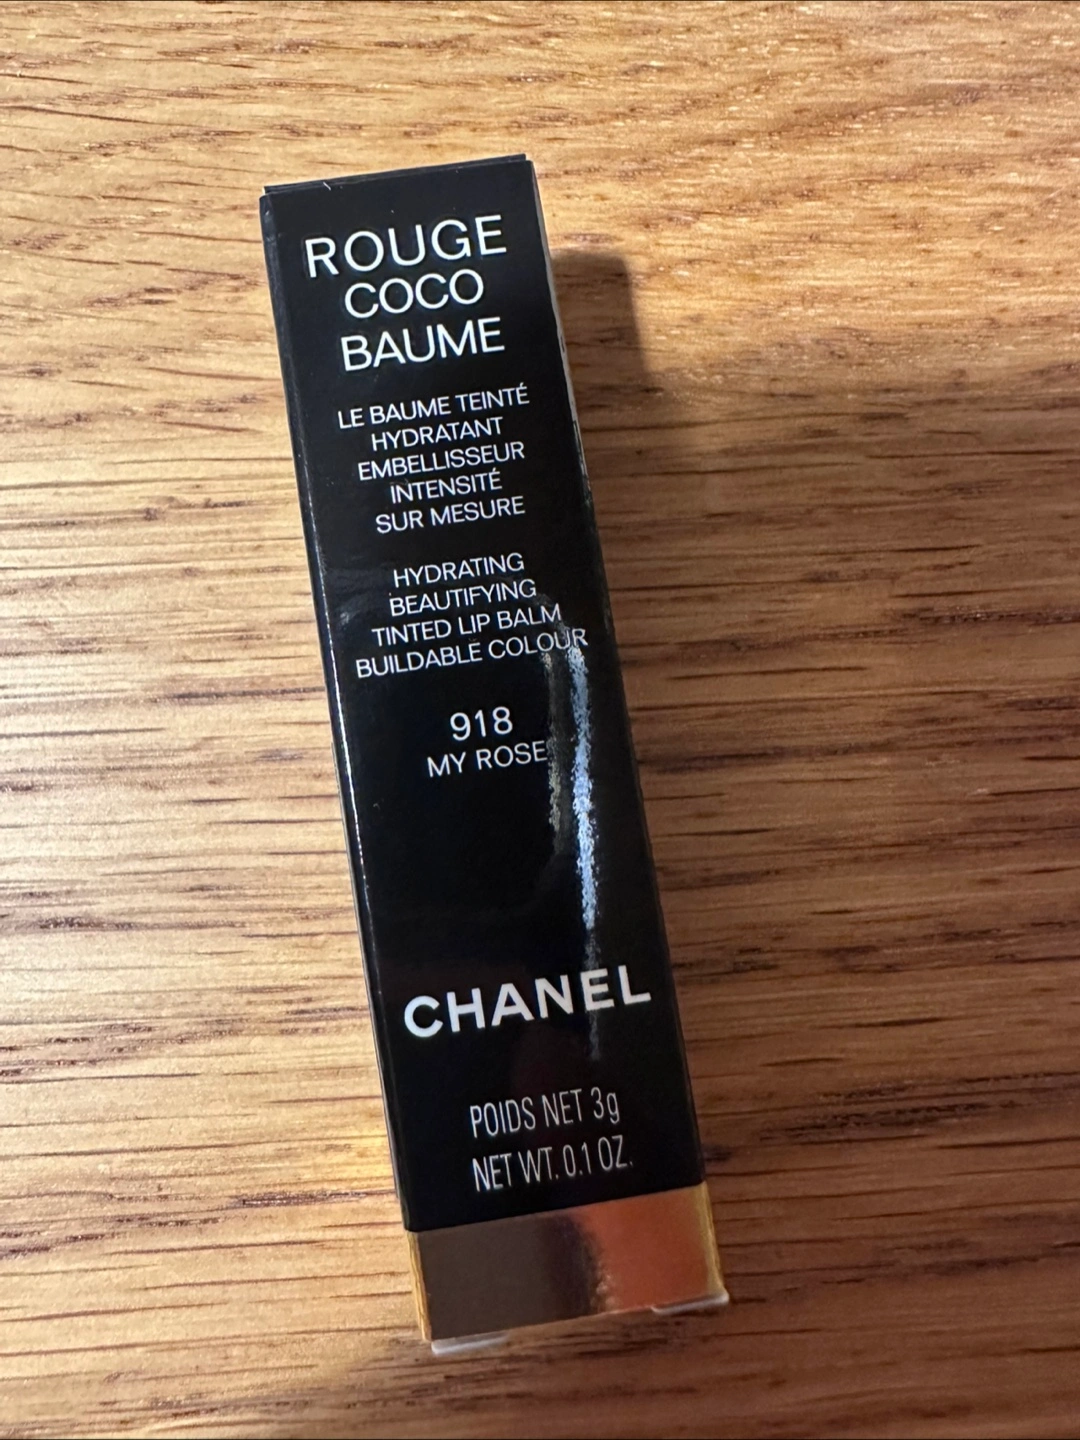 ROUGE
COCO
BAUME
LE BAUME TEINTÉ
HYDRATANT
EMBELLISSEUR
INTENSITÉ
SUR MESURE
HYDRATING
BEAUTIFYING
TINTED LIP BALM
BUILDABLE COLOUR
918
MY ROSE
CHANEL
POIDS NET 3g
NET WT. 0.1 OZ.